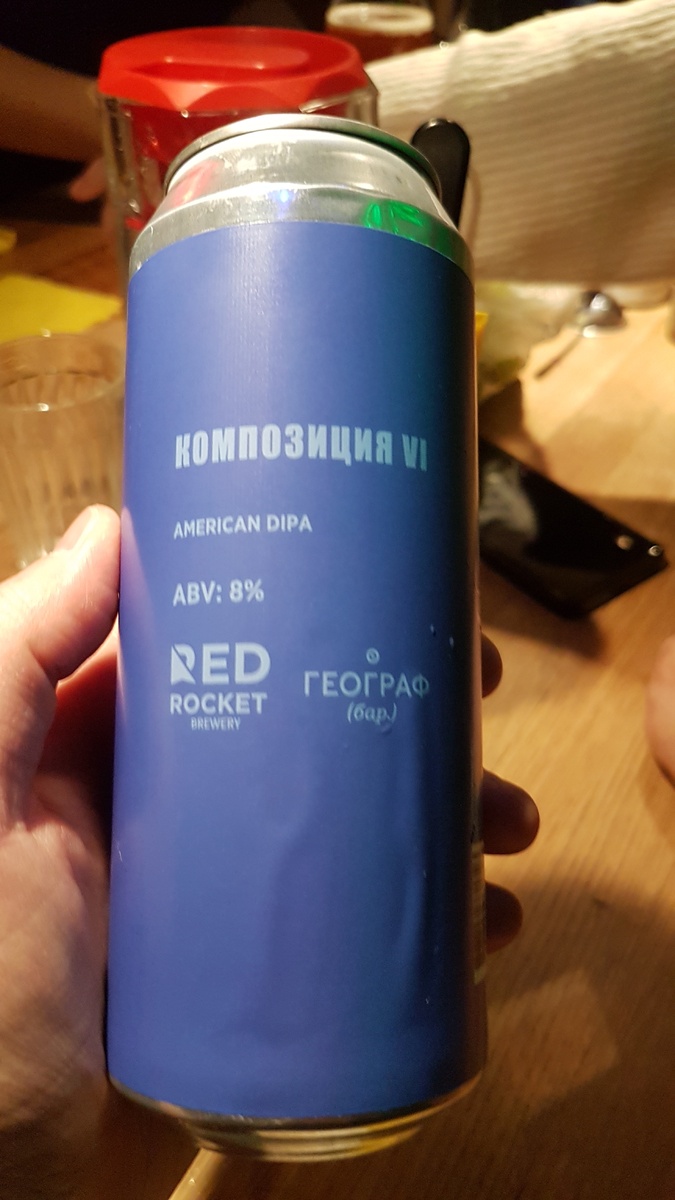 КОМПОЗИЦИЯ VI
AMERICAN DIPA
ABV: 8%
RED
ROCKET
BREWERY
ГЕОГРАФ
(бар.)